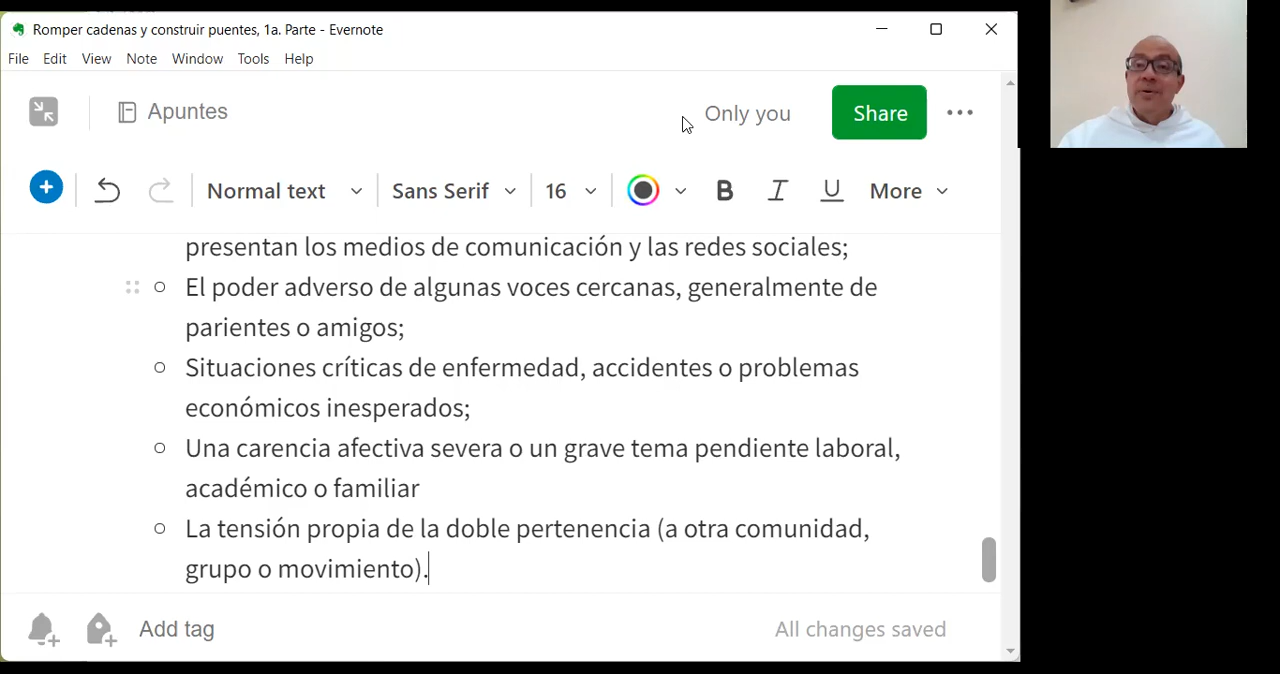 Romper cadenas y construir puentes, 1a. Parte - Evernote
File Edit View Note Window Tools Help
Apuntes
Only you
Share
Normal text
Sans Serif
16
B I U More
presentan los medios de comunicación y las redes sociales;
El poder adverso de algunas voces cercanas, generalmente de
parientes o amigos;
Situaciones críticas de enfermedad, accidentes o problemas
económicos inesperados;
Una carencia afectiva severa o un grave tema pendiente laboral,
académico o familiar
La tensión propia de la doble pertenencia (a otra comunidad,
grupo o movimiento).
Add tag
All changes saved